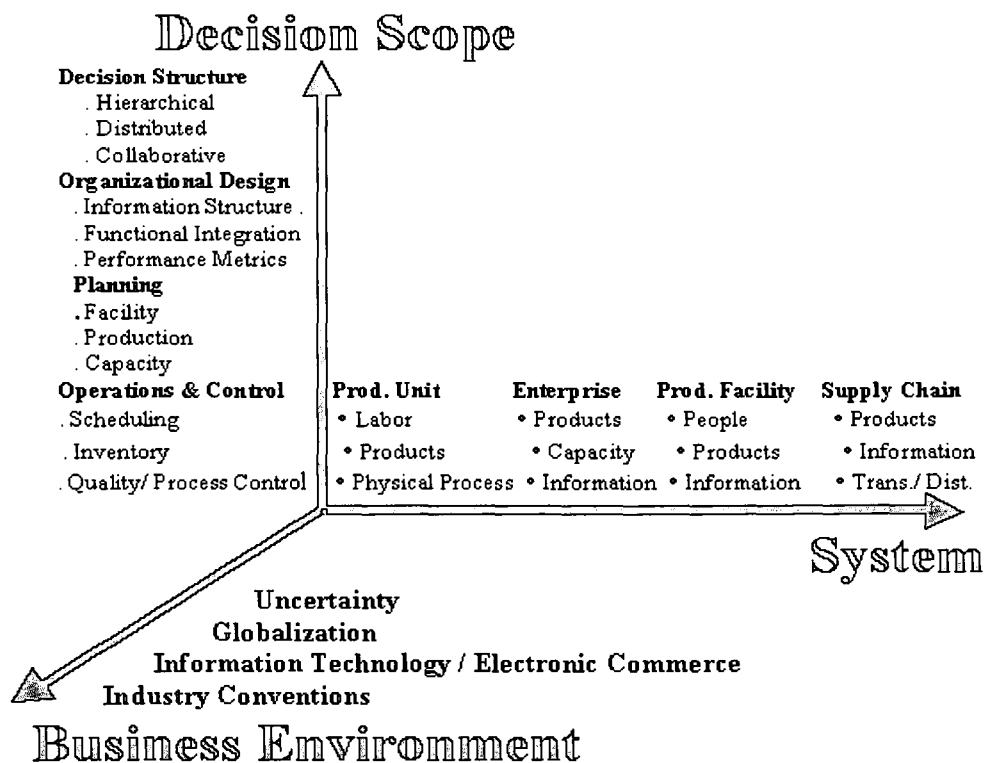 Decision Scope
Decision Structure
. Hierarchical
. Distributed
. Collaborative
Organizational Design
. Information Structure .
. Functional Integration
. Performance Metrics
Planning
. Facility
. Production
. Capacity
Operations & Control
. Scheduling
. Inventory
. Quality/ Process Control
Prod. Unit
• Labor
• Products
• Physical Process
Enterprise
• Products
• Capacity
• Information
Prod. Facility
• People
• Products
• Information
Supply Chain
• Products
• Information
• Trans./ Dist.
System
Uncertainty
Globalization
Information Technology / Electronic Commerce
Industry Conventions
Business Environment